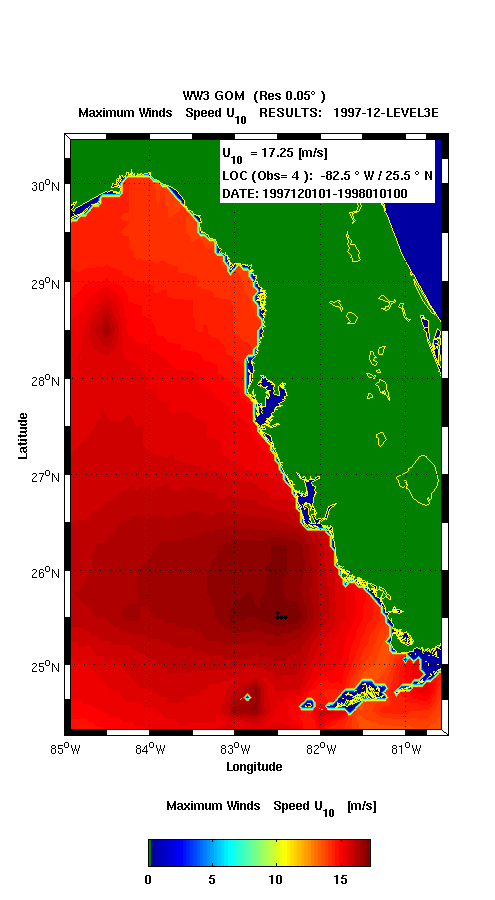 WW3 GOM (Res 0.05° )
Maximum Winds Speed U10 RESULTS: 1997-12-LEVEL3E
U10 = 17.25 [m/s]
LOC (Obs= 4 ): -82.5 ° W / 25.5 ° N
DATE: 1997120101-1998010100
30°N
29°N
28°N
27°N
26°N
25°N
Latitude
85°W 84°W 83°W 82°W 81°W
Longitude
Maximum Winds Speed U10 [m/s]
0 5 10 15